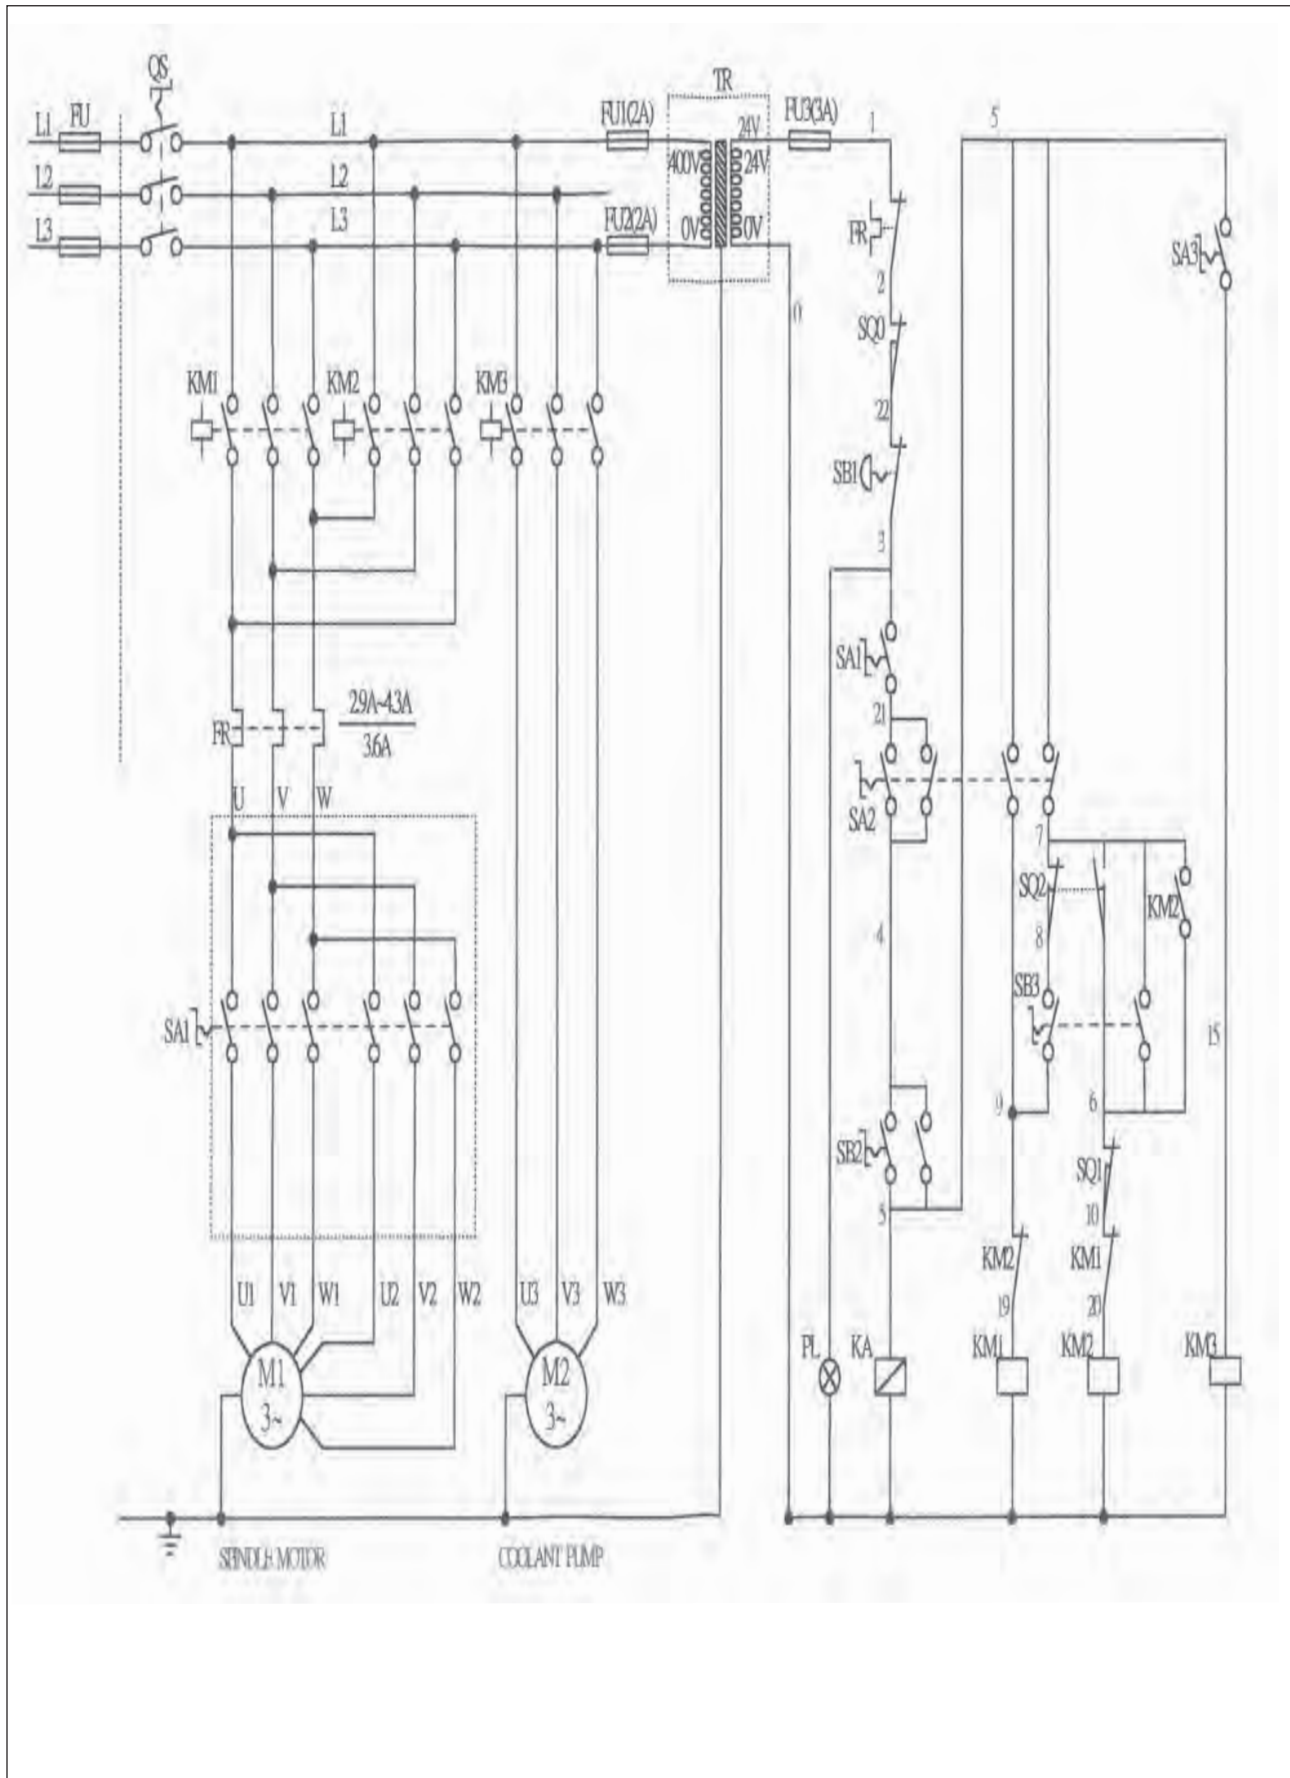 QS
TR
L1 FU L1 FU1(2A) 24V FU3(3A) 1 5
L2 L2 400V 24V
L3 L3 FU2(2A) 0V 0V FR SA3
2
0 SQ0
KM1 KM2 KM3
22
SB1
3
SA1
21
2.9A~4.3A
3.6A
FR
U V W SA2
7
SQ2 KM2
4 8
SB3
SA1 15
9 6
SB2 SQ1
5 10
KM2 KM1
U1 V1 W1 U2 V2 W2 U3 V3 W3 19 20
PL KA KM1 KM2 KM3
M1 M2
3~ 3~
SPINDLE MOTOR COOLANT PUMP